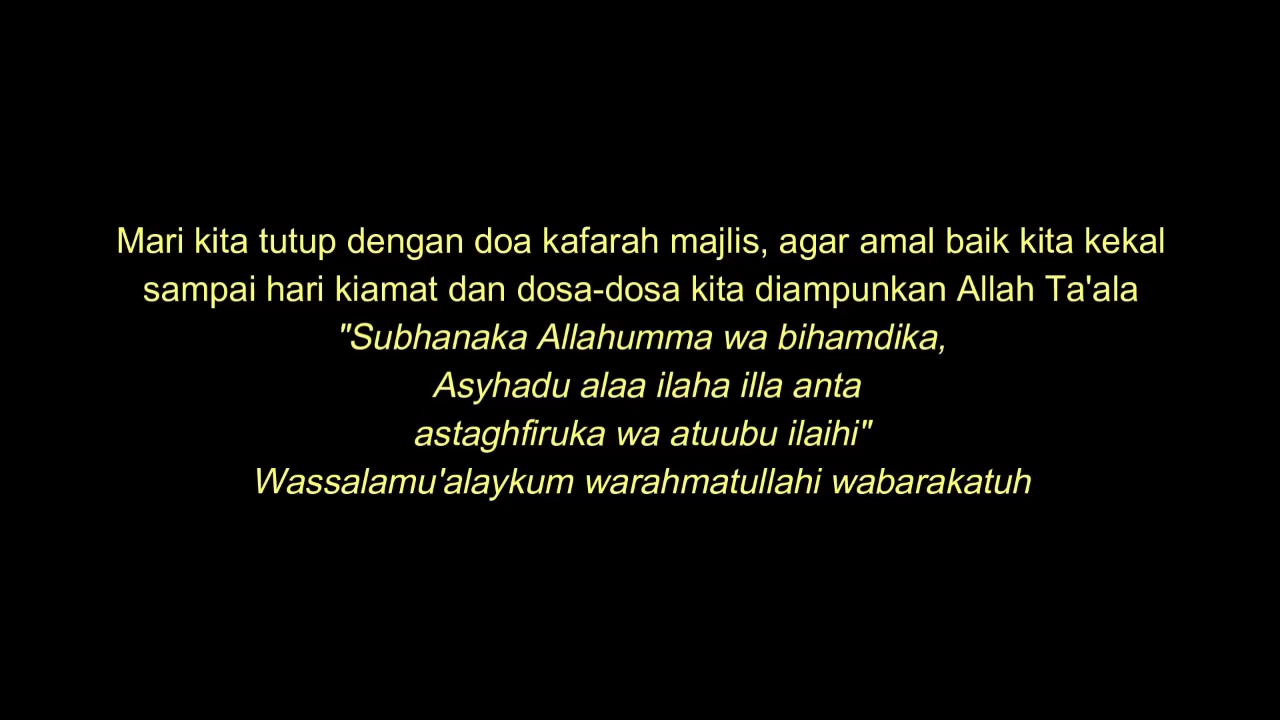 Mari kita tutup dengan doa kafarah majlis, agar amal baik kita kekal
sampai hari kiamat dan dosa-dosa kita diampunkan Allah Ta'ala
"Subhanaka Allahumma wa bihamdika,
Asyhadu alaa ilaha illa anta
astaghfiruka wa atuubu ilaihi"
Wassalamu'alaykum warahmatullahi wabarakatuh